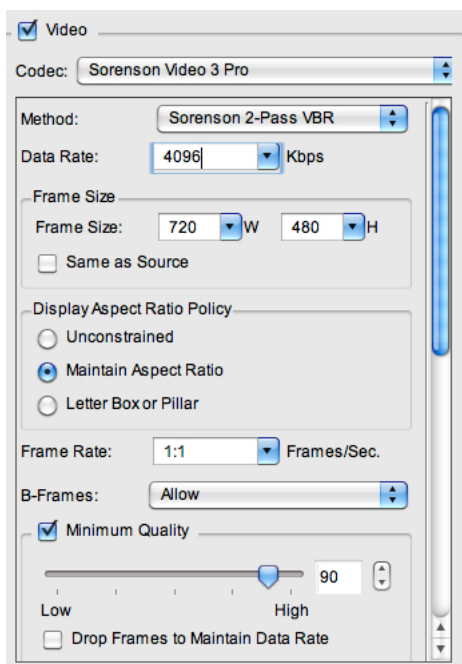 Video
Codec: Sorenson Video 3 Pro
Method: Sorenson 2-Pass VBR
Data Rate: 4096 Kbps
Frame Size
Frame Size: 720 W 480 H
Same as Source
Display Aspect Ratio Policy
Unconstrained
Maintain Aspect Ratio
Letter Box or Pillar
Frame Rate: 1:1 Frames/Sec.
B-Frames: Allow
Minimum Quality
90
Low High
Drop Frames to Maintain Data Rate